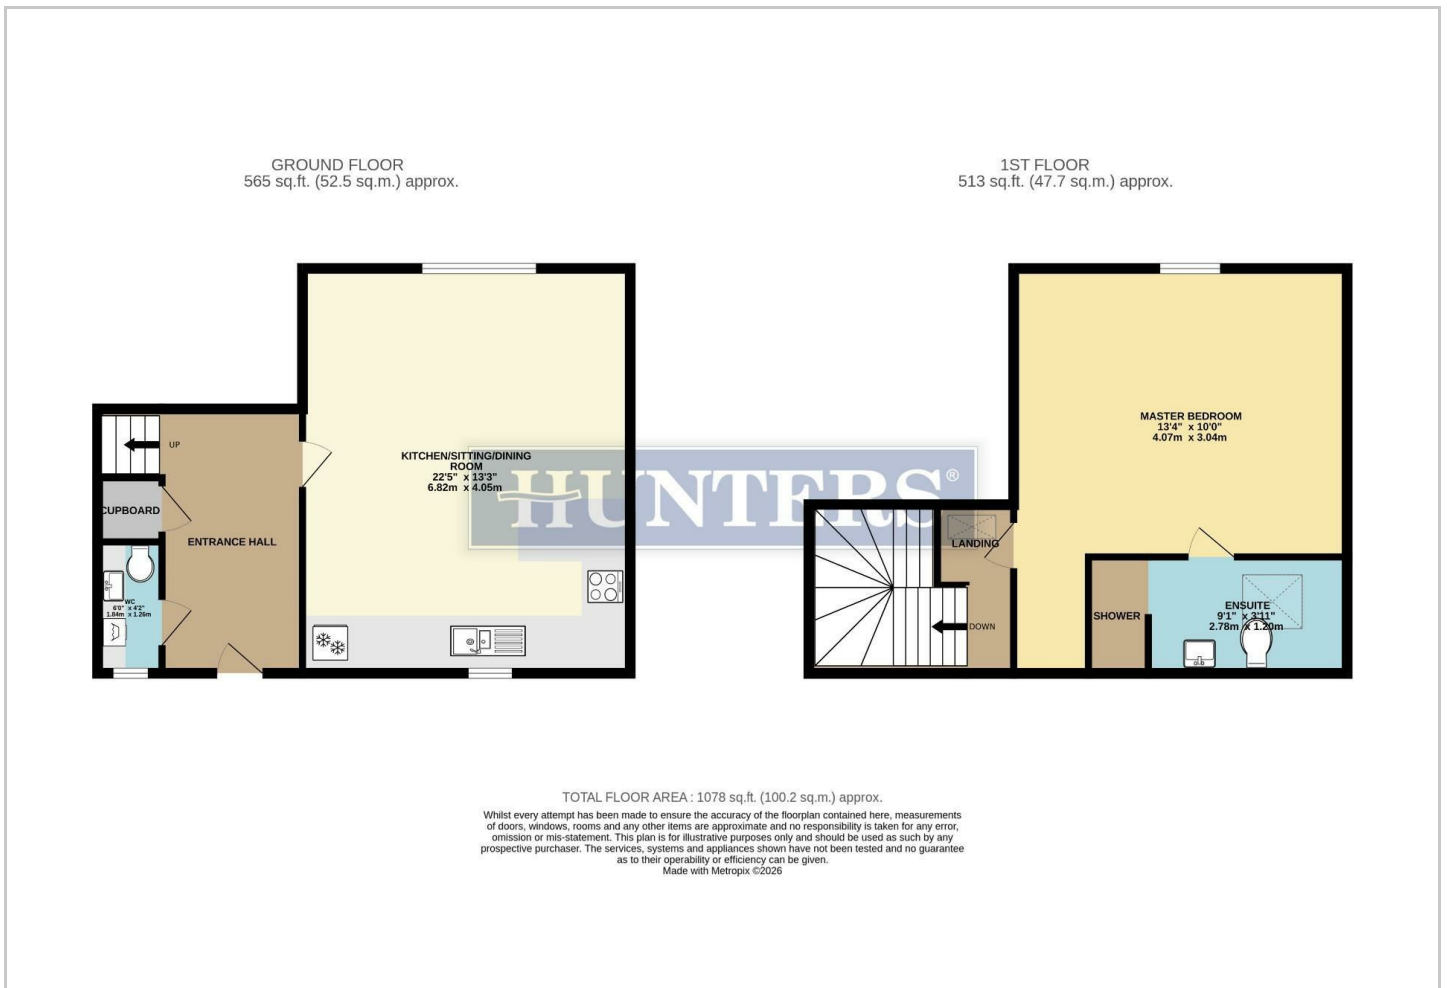 GROUND FLOOR
565 sq.ft. (52.5 sq.m.) approx.
1ST FLOOR
513 sq.ft. (47.7 sq.m.) approx.
UP
CUPBOARD
ENTRANCE HALL
WC
6'0" x 4'2"
1.84m x 1.26m
KITCHEN/SITTING/DINING
ROOM
22'5" x 13'3"
6.82m x 4.05m
HUNTERS®
MASTER BEDROOM
13'4" x 10'0"
4.07m x 3.04m
LANDING
DOWN
SHOWER
ENSUITE
9'1" x 3'11"
2.78m x 1.20m
TOTAL FLOOR AREA : 1078 sq.ft. (100.2 sq.m.) approx.
Whilst every attempt has been made to ensure the accuracy of the floorplan contained here, measurements
of doors, windows, rooms and any other items are approximate and no responsibility is taken for any error,
omission or mis-statement. This plan is for illustrative purposes only and should be used as such by any
prospective purchaser. The services, systems and appliances shown have not been tested and no guarantee
as to their operability or efficiency can be given.
Made with Metropix ©2026